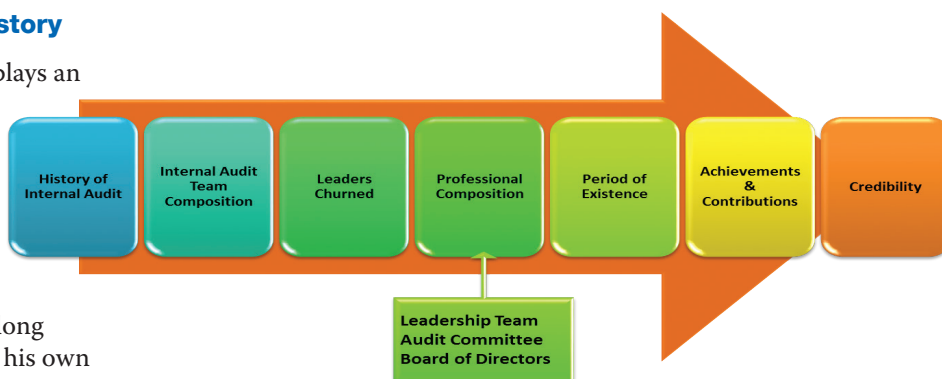 story
plays an
History of
Internal Audit
Internal Audit
Team
Composition
Leaders
Churned
Professional
Composition
Period of
Existence
Achievements
&
Contributions
Credibility
Leadership Team
Audit Committee
Board of Directors
long
his own